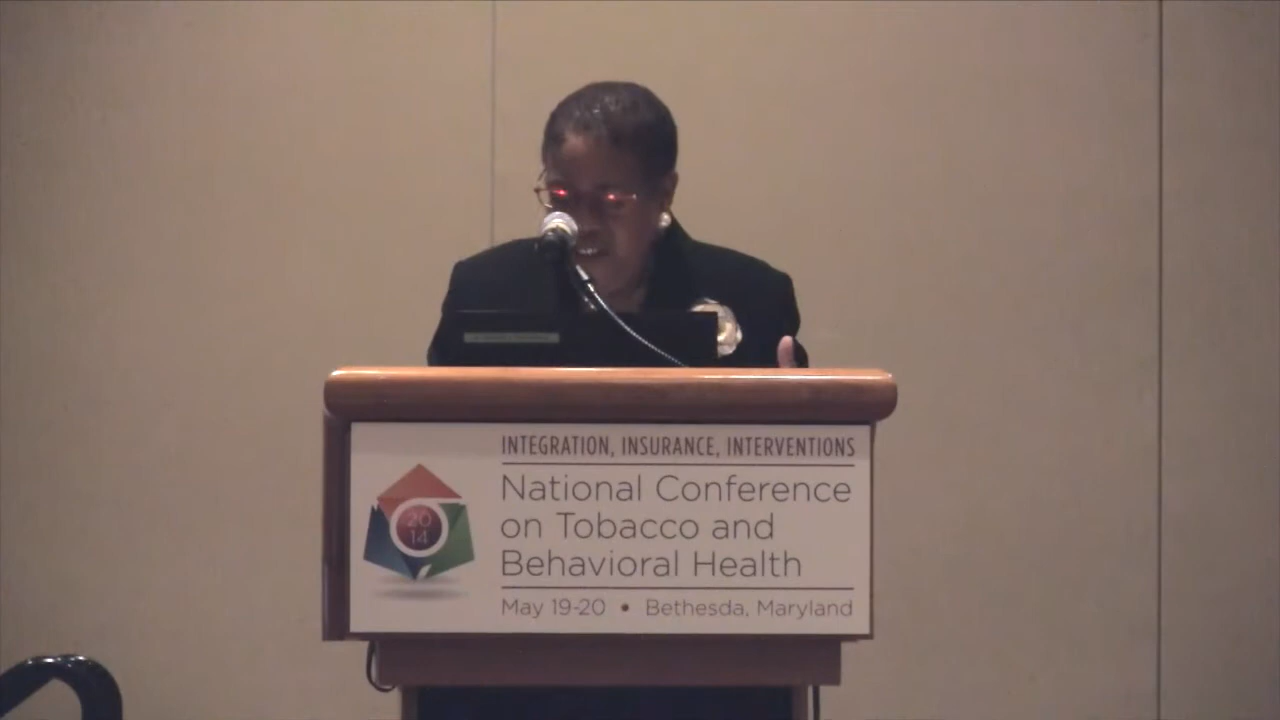 INTEGRATION, INSURANCE, INTERVENTIONS
National Conference
on Tobacco and
Behavioral Health
May 19-20 • Bethesda, Maryland
20
14